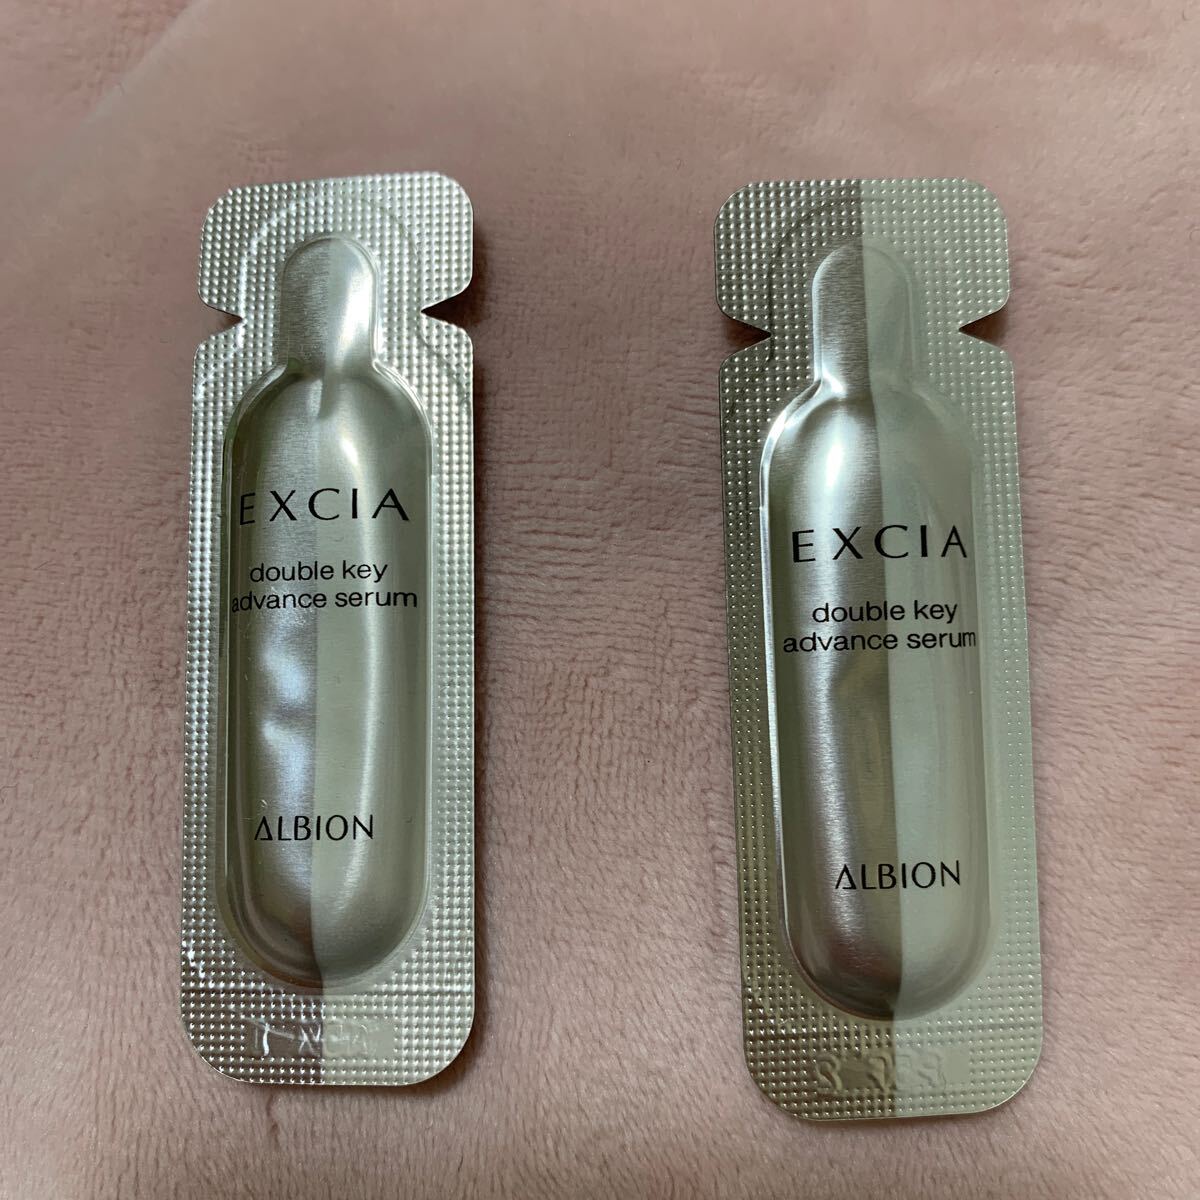 EXCIA
double key
advance serum
ALBION
EXCIA
double key
advance serum
ALBION